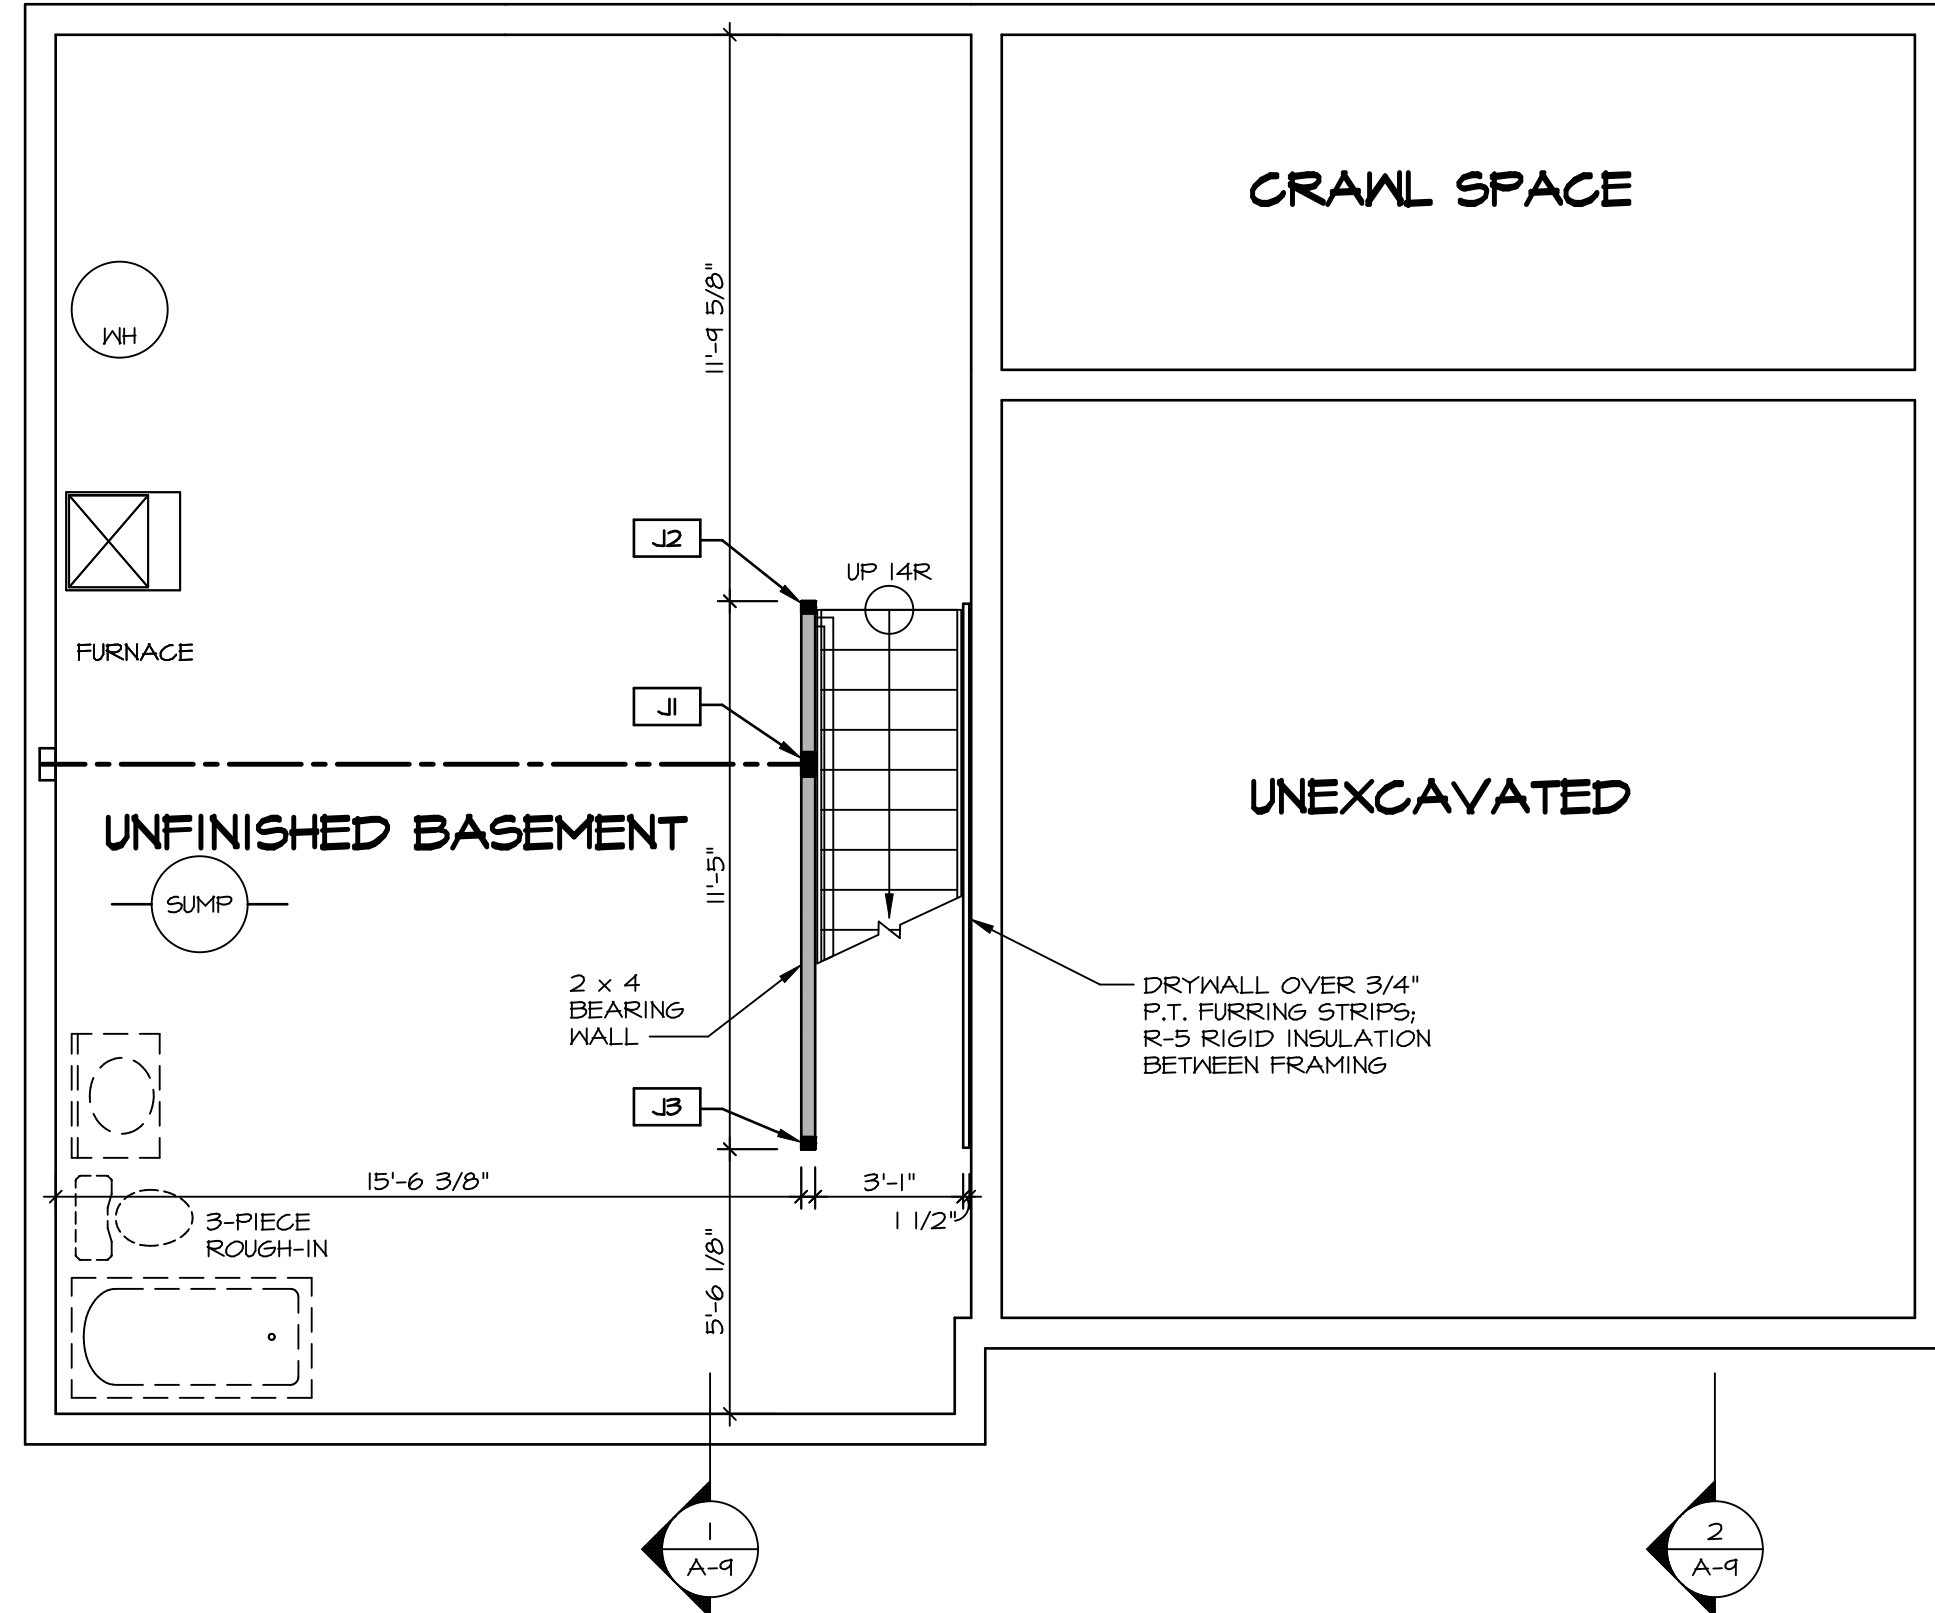 CRAWL SPACE
11'-9 5/8"
WH
J2
UP 14R
FURNACE
J1
UNEXCAVATED
UNFINISHED BASEMENT
11'-5"
SUMP
2 x 4
BEARING
WALL
DRYWALL OVER 3/4"
P.T. FURRING STRIPS;
R-5 RIGID INSULATION
BETWEEN FRAMING
J3
15'-6 3/8"
3'-1"
1 1/2"
3-PIECE
ROUGH-IN
5'-6 1/8"
1
A-9
2
A-9